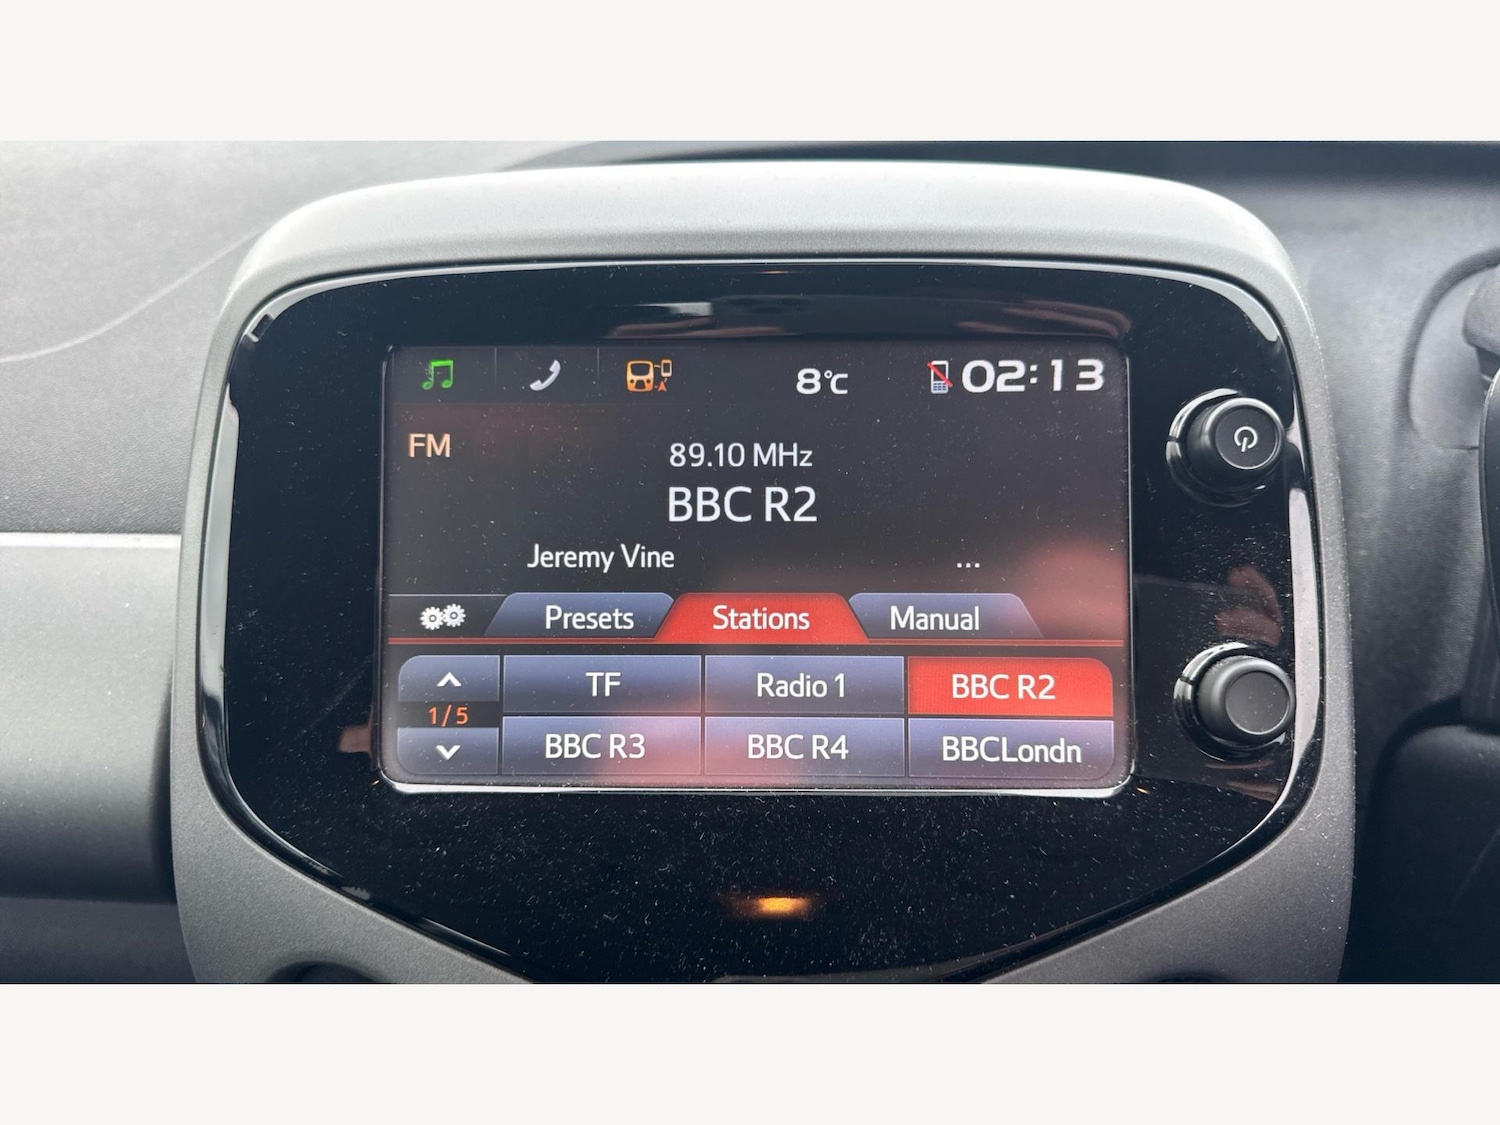 8°C 02:13
FM
89.10 MHz
BBC R2
Jeremy Vine ...
Presets Stations Manual
TF Radio 1 BBC R2
1/5
BBC R3 BBC R4 BBCLondn